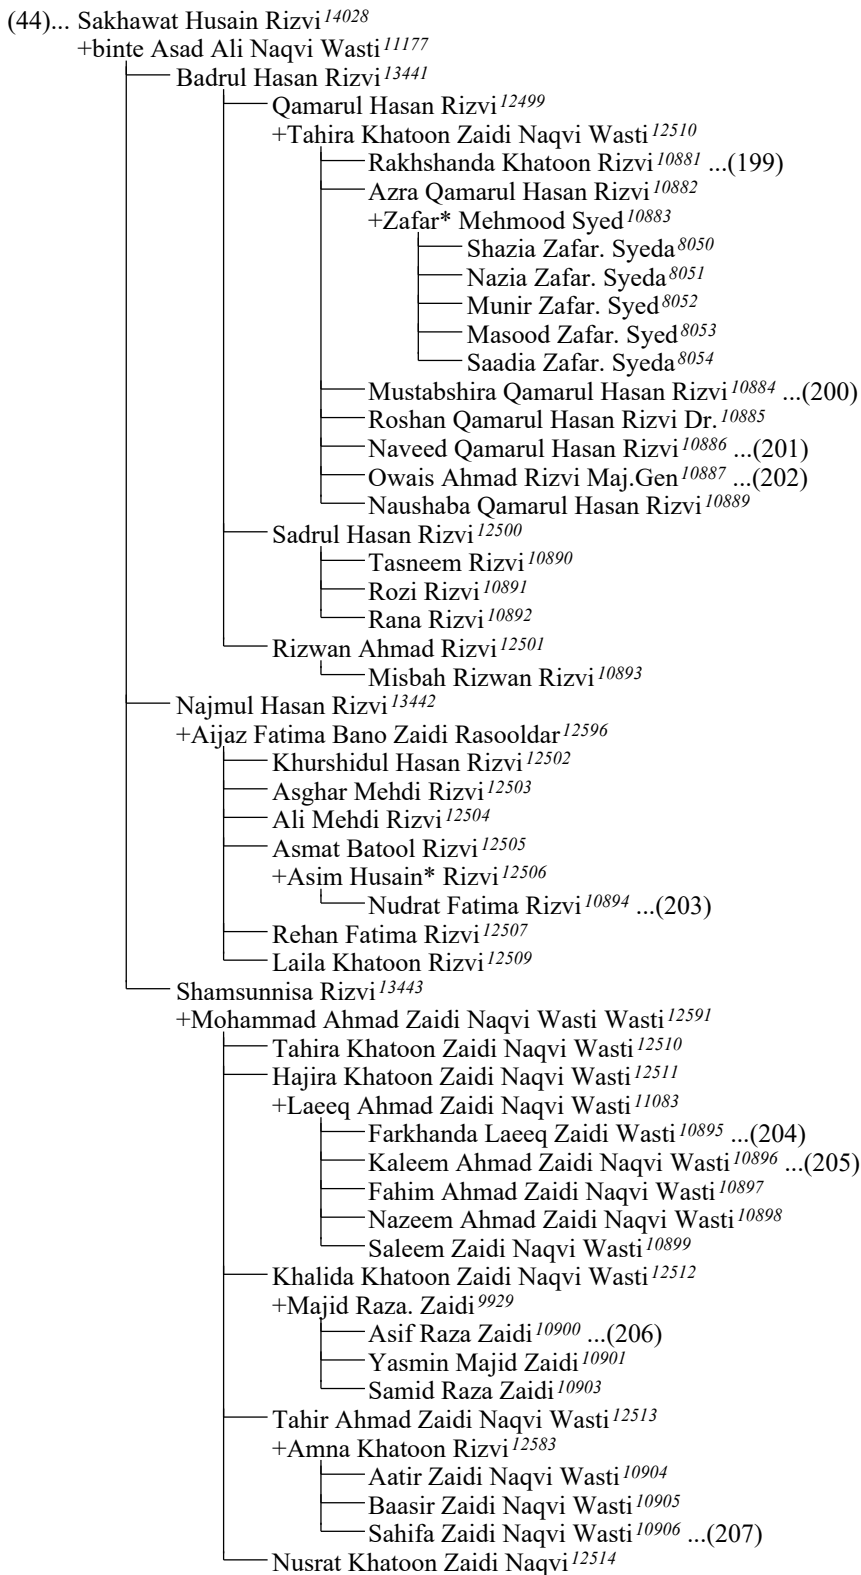 (44)... Sakhawat Husain Rizvi 14028
+binte Asad Ali Naqvi Wasti 11177
Badrul Hasan Rizvi 13441
Qamarul Hasan Rizvi 12499
+Tahira Khatoon Zaidi Naqvi Wasti 12510
Rakhshanda Khatoon Rizvi 10881 ...(199)
Azra Qamarul Hasan Rizvi 10882
+Zafar* Mehmood Syed 10883
Shazia Zafar. Syeda 8050
Nazia Zafar. Syeda 8051
Munir Zafar. Syed 8052
Masood Zafar. Syed 8053
Saadia Zafar. Syeda 8054
Mustabshira Qamarul Hasan Rizvi 10884 ...(200)
Roshan Qamarul Hasan Rizvi Dr. 10885
Naveed Qamarul Hasan Rizvi 10886 ...(201)
Owais Ahmad Rizvi Maj.Gen 10887 ...(202)
Naushaba Qamarul Hasan Rizvi 10889
Sadrul Hasan Rizvi 12500
Tasneem Rizvi 10890
Rozi Rizvi 10891
Rana Rizvi 10892
Rizwan Ahmad Rizvi 12501
Misbah Rizwan Rizvi 10893
Najmul Hasan Rizvi 13442
+Aijaz Fatima Bano Zaidi Rasooldar 12596
Khurshidul Hasan Rizvi 12502
Asghar Mehdi Rizvi 12503
Ali Mehdi Rizvi 12504
Asmat Batool Rizvi 12505
+Asim Husain* Rizvi 12506
Nudrat Fatima Rizvi 10894 ...(203)
Rehan Fatima Rizvi 12507
Laila Khatoon Rizvi 12509
Shamsunnisa Rizvi 13443
+Mohammad Ahmad Zaidi Naqvi Wasti Wasti 12591
Tahira Khatoon Zaidi Naqvi Wasti 12510
Hajira Khatoon Zaidi Naqvi Wasti 12511
+Laeeq Ahmad Zaidi Naqvi Wasti 11083
Farkhanda Laeeq Zaidi Wasti 10895 ...(204)
Kaleem Ahmad Zaidi Naqvi Wasti 10896 ...(205)
Fahim Ahmad Zaidi Naqvi Wasti 10897
Nazeem Ahmad Zaidi Naqvi Wasti 10898
Saleem Zaidi Naqvi Wasti 10899
Khalida Khatoon Zaidi Naqvi Wasti 12512
+Majid Raza. Zaidi 9929
Asif Raza Zaidi 10900 ...(206)
Yasmin Majid Zaidi 10901
Samid Raza Zaidi 10903
Tahir Ahmad Zaidi Naqvi Wasti 12513
+Amna Khatoon Rizvi 12583
Aatir Zaidi Naqvi Wasti 10904
Baasir Zaidi Naqvi Wasti 10905
Sahifa Zaidi Naqvi Wasti 10906 ...(207)
Nusrat Khatoon Zaidi Naqvi 12514